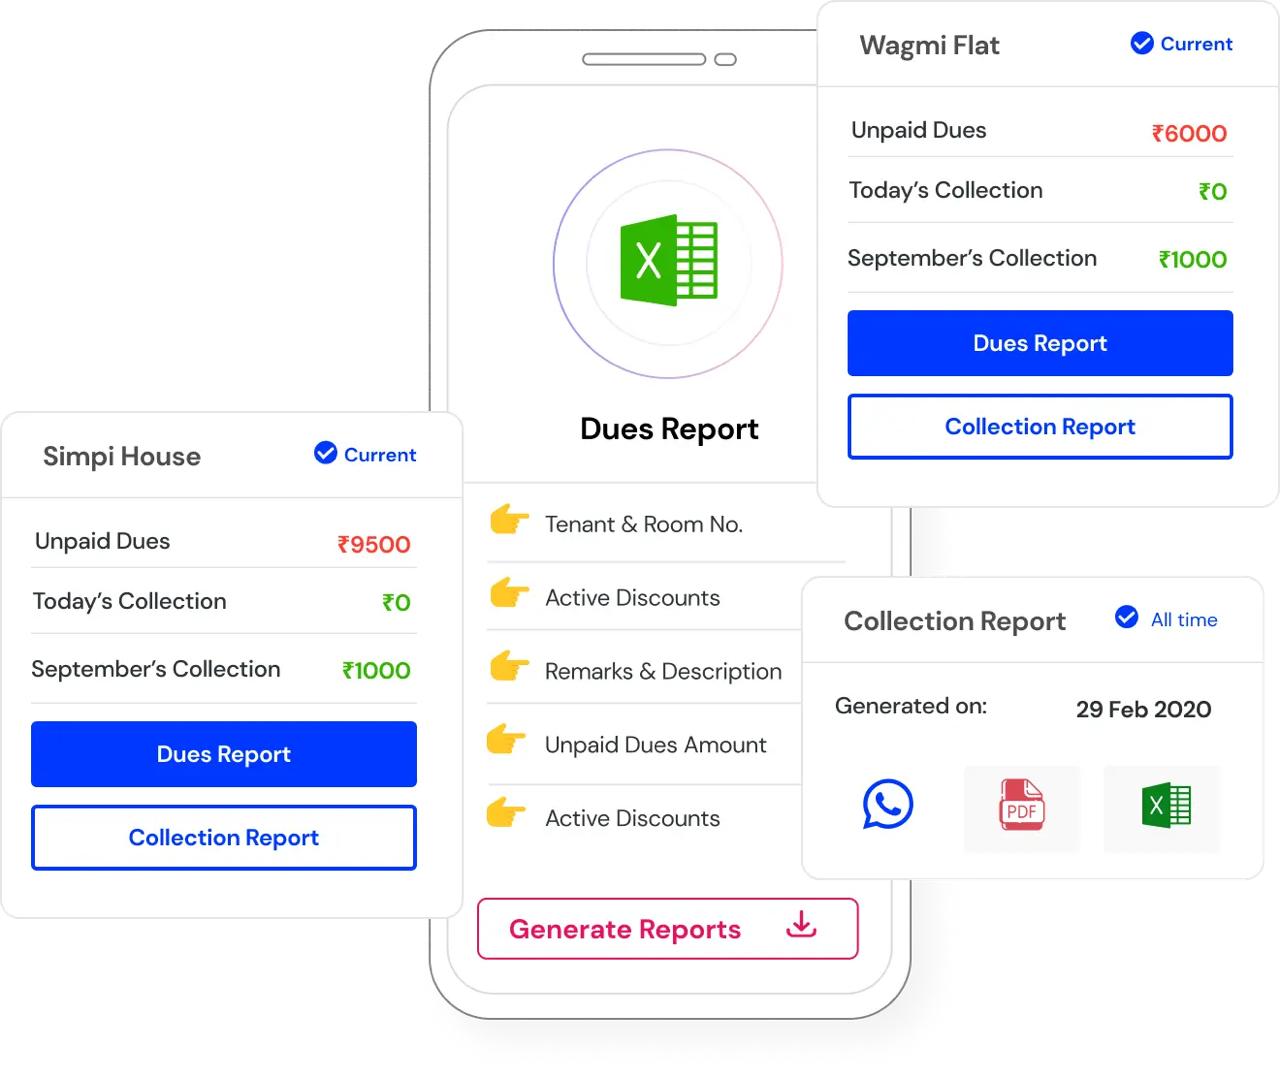 Wagmi Flat
Current
Unpaid Dues ₹6000
Today’s Collection ₹0
September’s Collection ₹1000
Dues Report
Collection Report
X
Dues Report
Tenant & Room No.
Active Discounts
Remarks & Description
Unpaid Dues Amount
Active Discounts
Generate Reports
Simpi House
Current
Unpaid Dues ₹9500
Today’s Collection ₹0
September’s Collection ₹1000
Dues Report
Collection Report
Collection Report
All time
Generated on: 29 Feb 2020
PDF
X